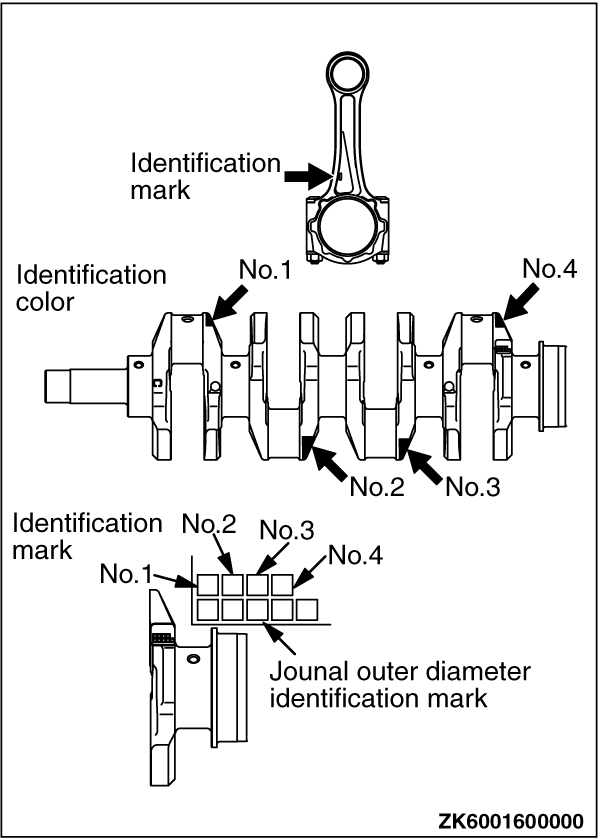 Identification
mark
Identification
color
No.1
No.4
No.2
No.3
Identification
mark
No.1
No.2
No.3
No.4
Jounal outer diameter
identification mark
ZK6001600000